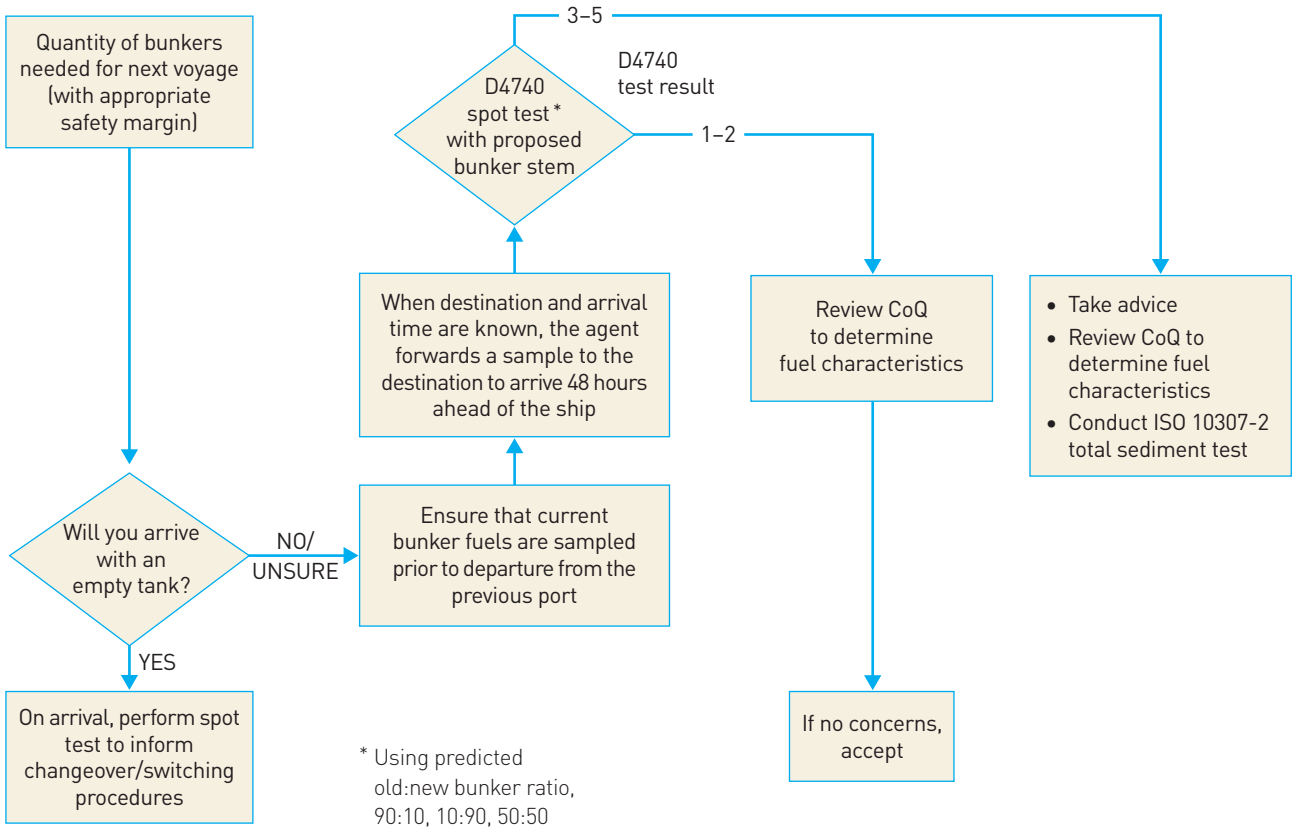 Quantity of bunkers
needed for next voyage
(with appropriate
safety margin)
Will you arrive
with an
empty tank?
NO/
UNSURE
YES
On arrival, perform spot
test to inform
changeover/switching
procedures
Ensure that current
bunker fuels are sampled
prior to departure from the
previous port
When destination and arrival
time are known, the agent
forwards a sample to the
destination to arrive 48 hours
ahead of the ship
D4740
spot test *
with proposed
bunker stem
D4740
test result
1–2
3–5
Review CoQ
to determine
fuel characteristics
If no concerns,
accept
• Take advice
• Review CoQ to
determine fuel
characteristics
• Conduct ISO 10307-2
total sediment test
* Using predicted
old:new bunker ratio,
90:10, 10:90, 50:50